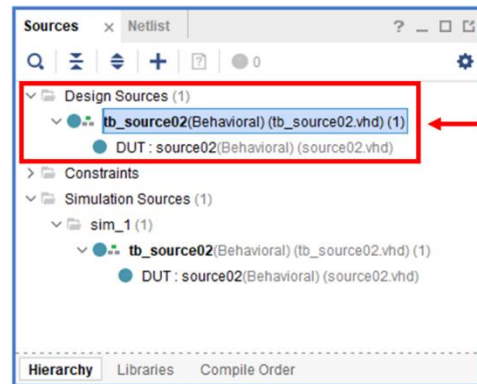 Sources × Netlist ? _
0
Design Sources (1)
tb_source02(Behavioral) (tb_source02.vhd) (1)
DUT : source02(Behavioral) (source02.vhd)
Constraints
Simulation Sources (1)
sim_1 (1)
tb_source02(Behavioral) (tb_source02.vhd) (1)
DUT : source02(Behavioral) (source02.vhd)
Hierarchy Libraries Compile Order